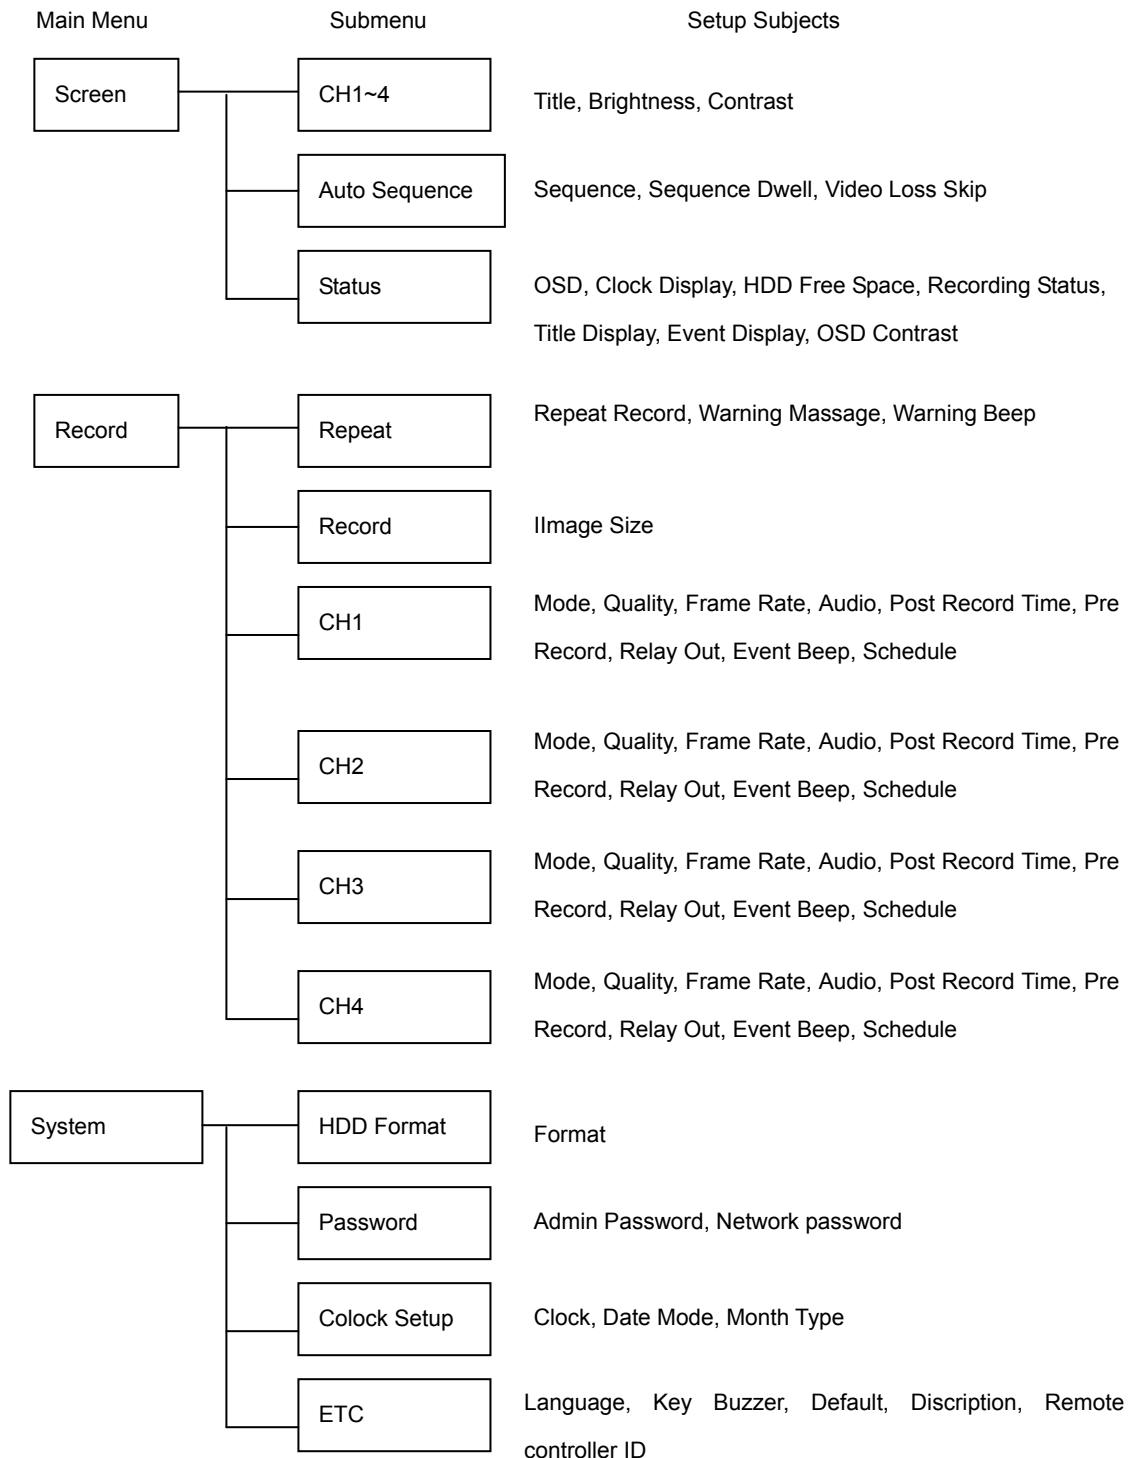 Main Menu Submenu Setup Subjects
Screen CH1~4 Title, Brightness, Contrast
Auto Sequence Sequence, Sequence Dwell, Video Loss Skip
Status OSD, Clock Display, HDD Free Space, Recording Status,
Title Display, Event Display, OSD Contrast
Record Repeat Repeat Record, Warning Massage, Warning Beep
Record IImage Size
CH1 Mode, Quality, Frame Rate, Audio, Post Record Time, Pre
Record, Relay Out, Event Beep, Schedule
CH2 Mode, Quality, Frame Rate, Audio, Post Record Time, Pre
Record, Relay Out, Event Beep, Schedule
CH3 Mode, Quality, Frame Rate, Audio, Post Record Time, Pre
Record, Relay Out, Event Beep, Schedule
CH4 Mode, Quality, Frame Rate, Audio, Post Record Time, Pre
Record, Relay Out, Event Beep, Schedule
System HDD Format Format
Password Admin Password, Network password
Colock Setup Clock, Date Mode, Month Type
ETC Language, Key Buzzer, Default, Discription, Remote
controller ID